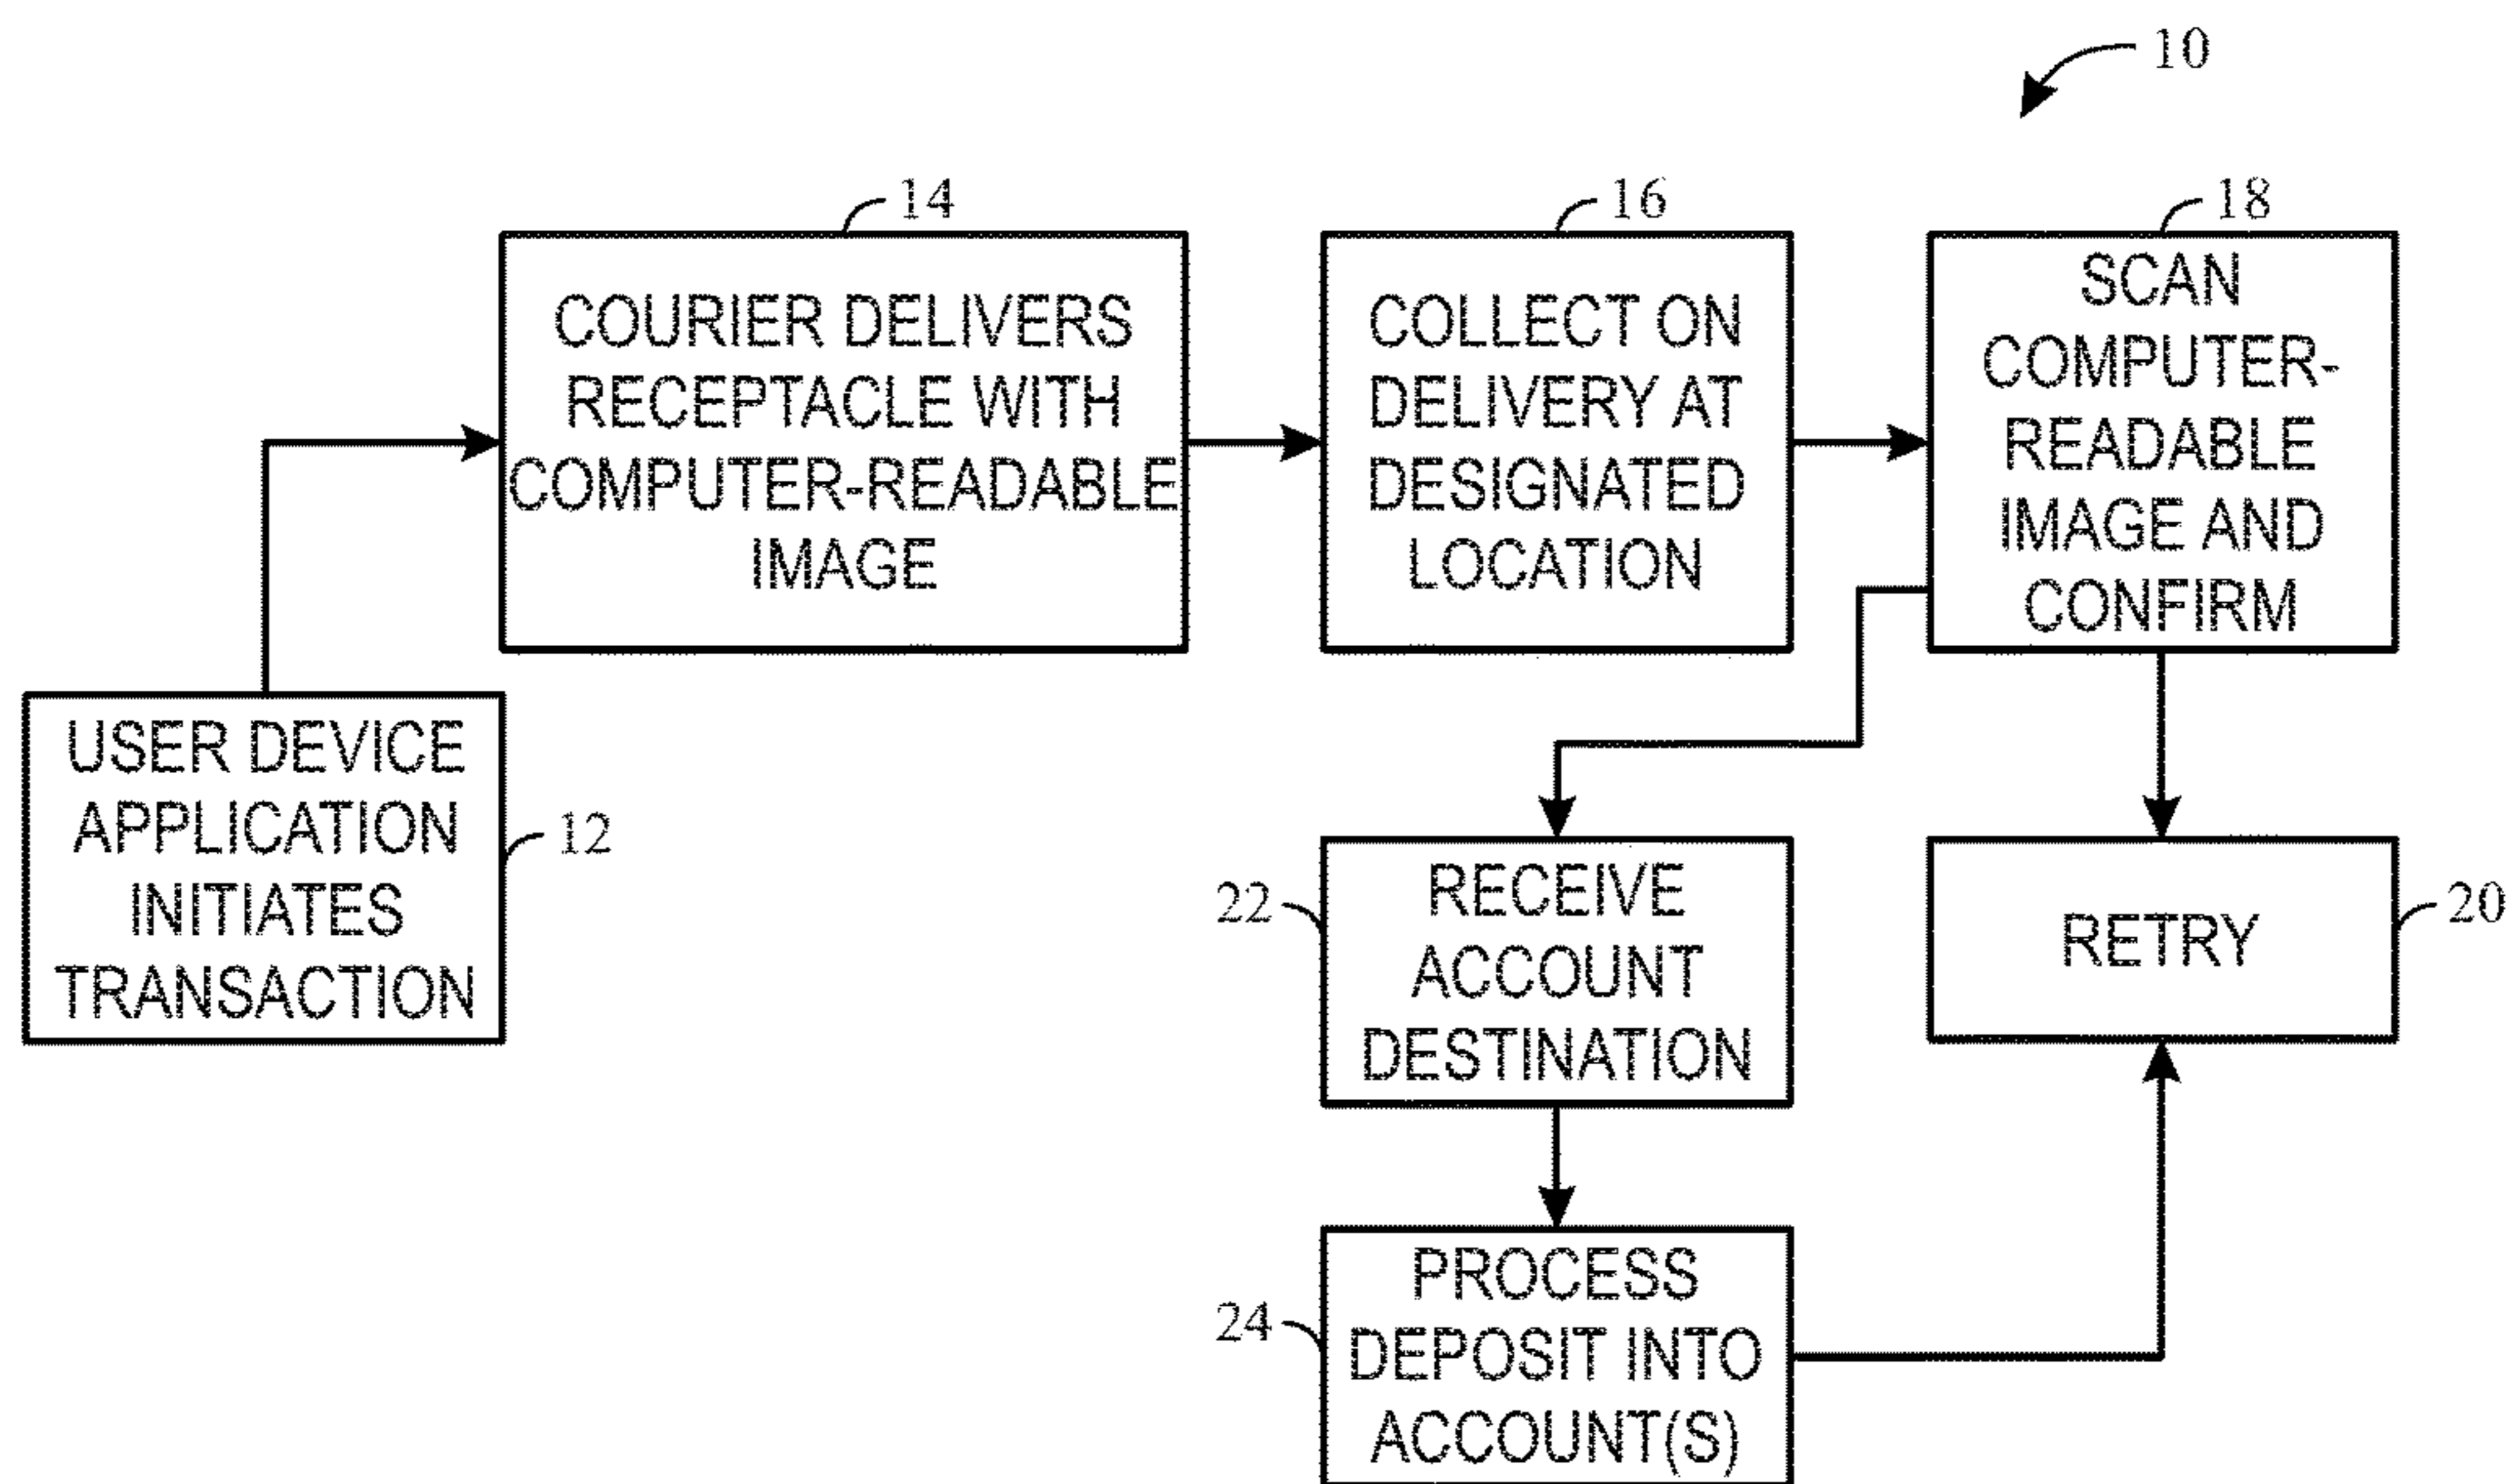 10
14
COURIER DELIVERS
RECEPTACLE WITH
COMPUTER-READABLE
IMAGE
16
COLLECT ON
DELIVERY AT
DESIGNATED
LOCATION
18
SCAN
COMPUTER-
READABLE
IMAGE AND
CONFIRM
USER DEVICE
APPLICATION
INITIATES
TRANSACTION
12
22
RECEIVE
ACCOUNT
DESTINATION
RETRY
20
24
PROCESS
DEPOSIT INTO
ACCOUNT(S)